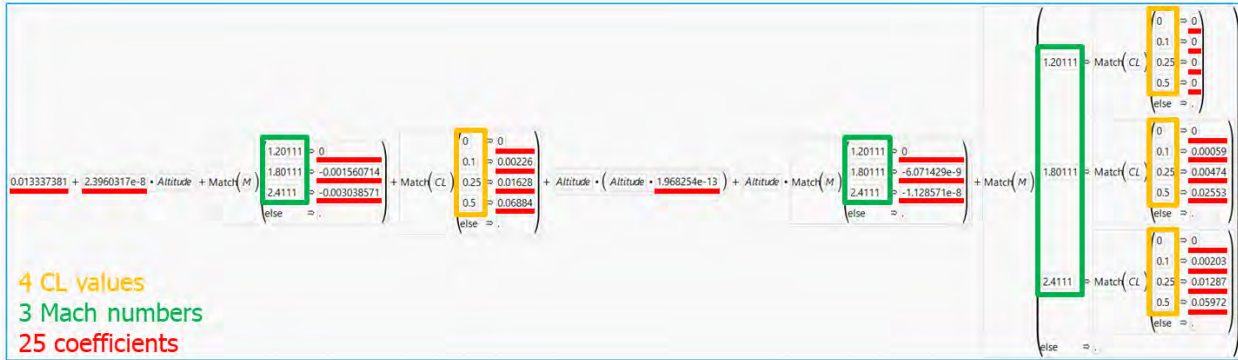 0.013337381 + 2.3960317e-8 • Altitude + Match(M) (1.20111 ⇒ 0
1.80111 ⇒ -0.001560714
2.4111 ⇒ -0.003038571
else ⇒ .)
+ Match(CL) (0 ⇒ 0
0.1 ⇒ 0.00226
0.25 ⇒ 0.01628
0.5 ⇒ 0.06884
else ⇒ .)
+ Altitude • (Altitude • 1.968254e-13) + Altitude • Match(M) (1.20111 ⇒ 0
1.80111 ⇒ -6.071429e-9
2.4111 ⇒ -1.128571e-8
else ⇒ .)
+ Match(M) (1.20111 ⇒ Match(CL) (0 ⇒ 0
0.1 ⇒ 0
0.25 ⇒ 0
0.5 ⇒ 0
else ⇒ .)
1.80111 ⇒ Match(CL) (0 ⇒ 0
0.1 ⇒ 0.00059
0.25 ⇒ 0.00474
0.5 ⇒ 0.02553
else ⇒ .)
2.4111 ⇒ Match(CL) (0 ⇒ 0
0.1 ⇒ 0.00203
0.25 ⇒ 0.01287
0.5 ⇒ 0.05972
else ⇒ .)
else ⇒ .)
4 CL values
3 Mach numbers
25 coefficients